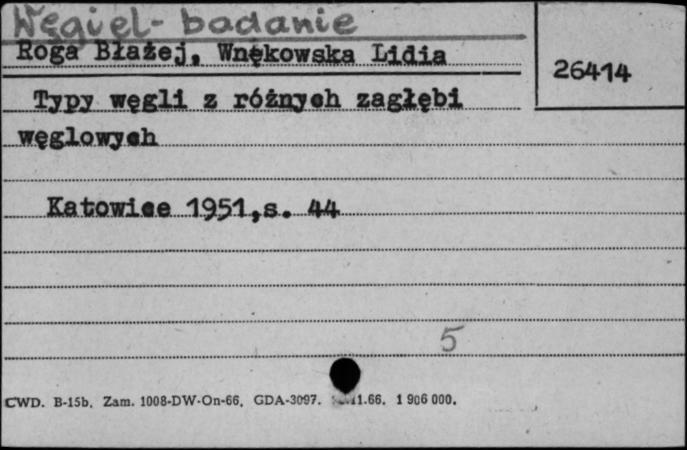 Węgiel - badanie
Roga Błażej, Wnękowska Lidia
26414
Typy węgli z różnych zagłębi
węglowych
Katowice 1951,s. 44
5
CWD. B-15b. Zam. 1008-DW-On-66. GDA-3097. 11.66. 1 906 000.